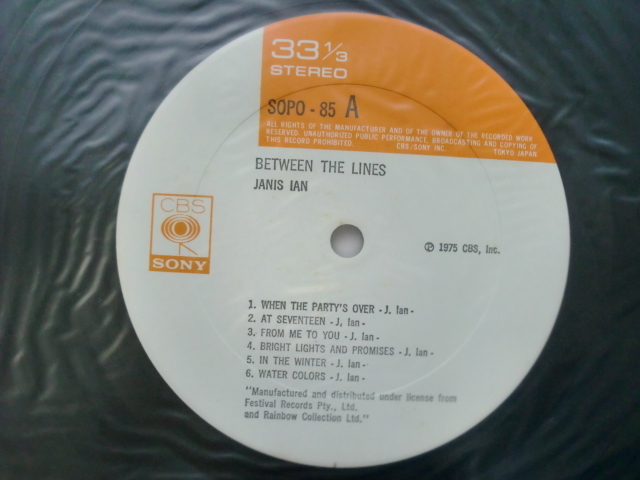 33 1/3
STEREO
SOPO - 85 A
ALL RIGHTS OF THE MANUFACTURER AND OF THE OWNER OF THE RECORDED WORK
RESERVED. UNAUTHORIZED PUBLIC PERFORMANCE, BROADCASTING AND COPYING OF
THIS RECORD PROHIBITED. CBS/SONY INC. TOKYO JAPAN
BETWEEN THE LINES
JANIS IAN
CBS
SONY
℗ 1975 CBS, Inc.
1. WHEN THE PARTY'S OVER - J. Ian -
2. AT SEVENTEEN - J. Ian -
3. FROM ME TO YOU - J. Ian -
4. BRIGHT LIGHTS AND PROMISES - J. Ian -
5. IN THE WINTER - J. Ian -
6. WATER COLORS - J. Ian -
"Manufactured and distributed under license from
Festival Records Pty., Ltd.
and Rainbow Collection Ltd."